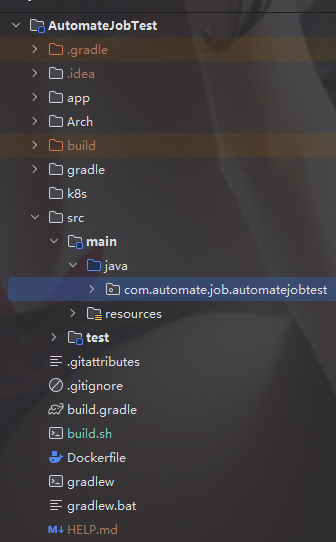 AutomateJobTest
.gradle
.idea
app
Arch
build
gradle
k8s
src
main
java
com.automate.job.automatejobtest
resources
test
.gitattributes
.gitignore
build.gradle
build.sh
Dockerfile
gradlew
gradlew.bat
M↓ HELP.md